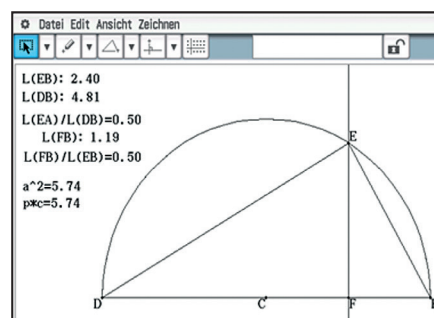 Datei Edit Ansicht Zeichnen
L(EB): 2.40
L(DB): 4.81
L(EA)/L(DB)=0.50
L(FB): 1.19
L(FB)/L(EB)=0.50
a^2=5.74
p*c=5.74
E
D C F